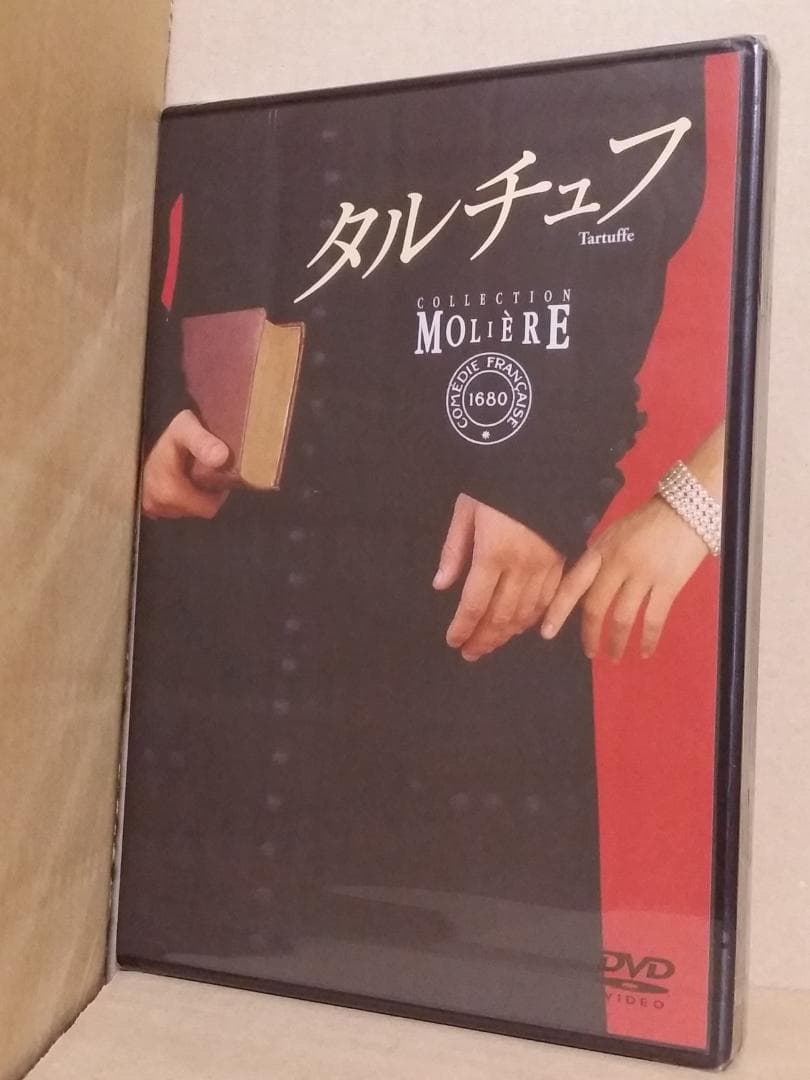 タルチュフ
Tartuffe
COLLECTION
MOLIÈRE
COMÉDIE FRANÇAISE
1680
DVD
VIDEO